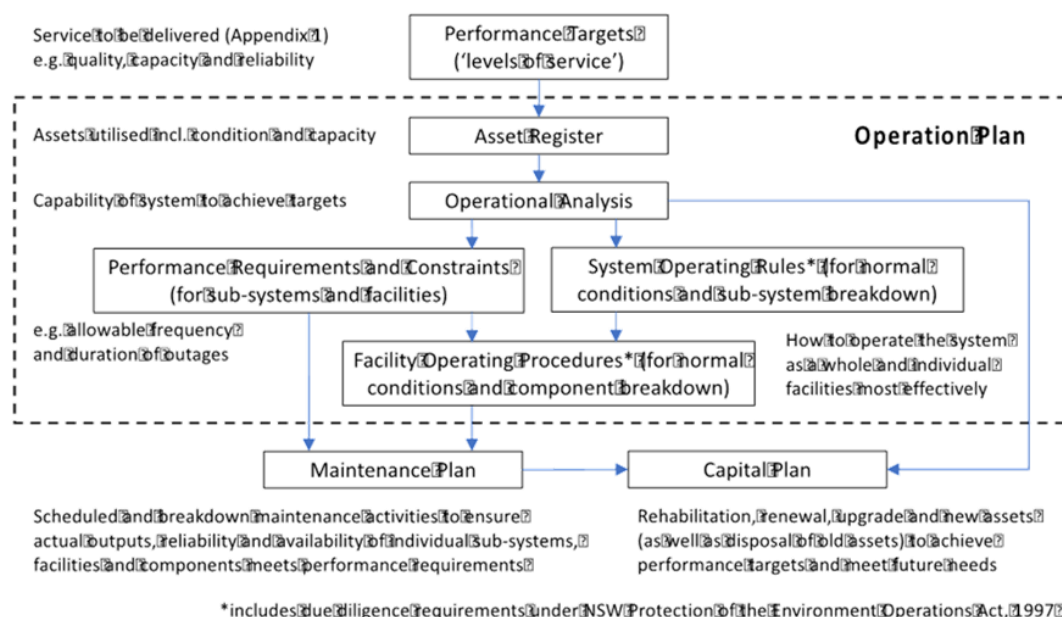 Service to be delivered (Appendix 1)
e.g. quality, capacity and reliability
Performance Targets
('levels of service')
Assets utilised incl. condition and capacity
Asset Register
Operation Plan
Capability of system to achieve targets
Operational Analysis
Performance Requirements and Constraints
(for sub-systems and facilities)
System Operating Rules* (for normal
conditions and sub-system breakdown)
e.g. allowable frequency
and duration of outages
Facility Operating Procedures* (for normal
conditions and component breakdown)
How to operate the system
as a whole and individual
facilities most effectively
Maintenance Plan
Capital Plan
Scheduled and breakdown maintenance activities to ensure
actual outputs, reliability and availability of individual sub-systems,
facilities and components meets performance requirements
Rehabilitation, renewal, upgrade and new assets
(as well as disposal of old assets) to achieve
performance targets and meet future needs
*includes due diligence requirements under NSW Protection of the Environment Operations Act, 1997